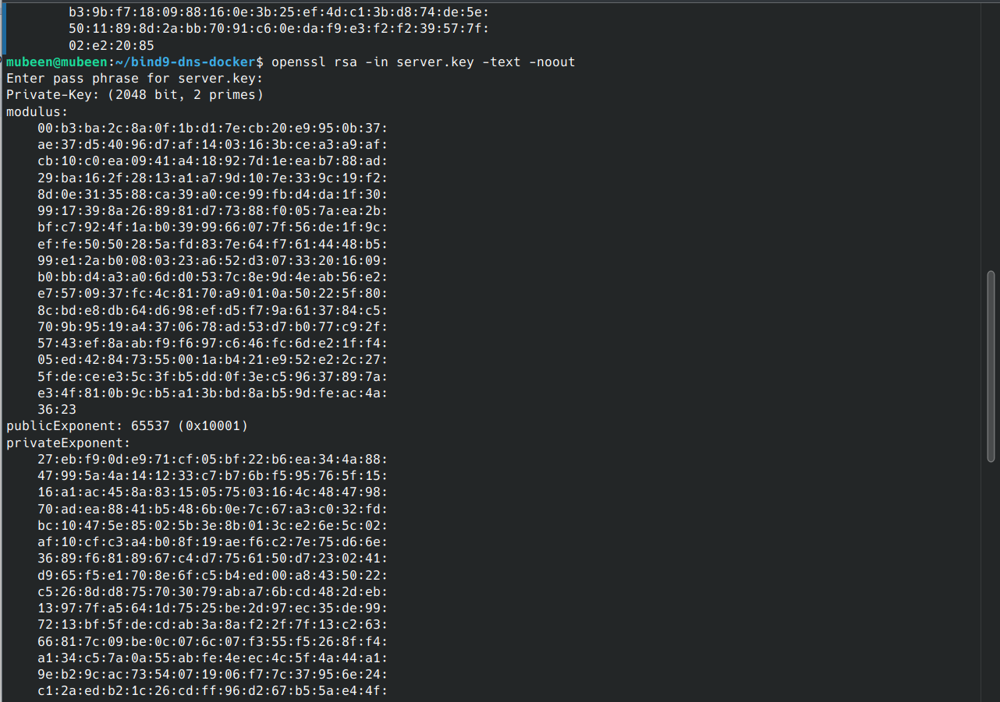 b3:9b:f7:18:09:88:16:0e:3b:25:ef:4d:c1:3b:d8:74:de:5e:
50:11:89:8d:2a:bb:70:91:c6:0e:da:f9:e3:f2:f2:39:57:7f:
02:e2:20:85
mubeen@mubeen:~/bind9-dns-docker$ openssl rsa -in server.key -text -noout
Enter pass phrase for server.key:
Private-Key: (2048 bit, 2 primes)
modulus:
00:b3:ba:2c:8a:0f:1b:d1:7e:cb:20:e9:95:0b:37:
ae:37:d5:40:96:d7:af:14:03:16:3b:ce:a3:a9:af:
cb:10:c0:ea:09:41:a4:18:92:7d:1e:ea:b7:88:ad:
29:ba:16:2f:28:13:a1:a7:9d:10:7e:33:9c:19:f2:
8d:0e:31:35:88:ca:39:a0:ce:99:fb:d4:da:1f:30:
99:17:39:8a:26:89:81:d7:73:88:f0:05:7a:ea:2b:
bf:c7:92:4f:1a:b0:39:99:66:07:7f:56:de:1f:9c:
ef:fe:50:50:28:5a:fd:83:7e:64:f7:61:44:48:b5:
99:e1:2a:b0:08:03:23:a6:52:d3:07:33:20:16:09:
b0:bb:d4:a3:a0:6d:d0:53:7c:8e:9d:4e:ab:56:e2:
e7:57:09:37:fc:4c:81:70:a9:01:0a:50:22:5f:80:
8c:bd:e8:db:64:d6:98:ef:d5:f7:9a:61:37:84:c5:
70:9b:95:19:a4:37:06:78:ad:53:d7:b0:77:c9:2f:
57:43:ef:8a:ab:f9:f6:97:c6:46:fc:6d:e2:1f:f4:
05:ed:42:84:73:55:00:1a:b4:21:e9:52:e2:2c:27:
5f:de:ce:e3:5c:3f:b5:dd:0f:3e:c5:96:37:89:7a:
e3:4f:81:0b:9c:b5:a1:3b:bd:8a:b5:9d:fe:ac:4a:
36:23
publicExponent: 65537 (0x10001)
privateExponent:
27:eb:f9:0d:e9:71:cf:05:bf:22:b6:ea:34:4a:88:
47:99:5a:4a:14:12:33:c7:b7:6b:f5:95:76:5f:15:
16:a1:ac:45:8a:83:15:05:75:03:16:4c:48:47:98:
70:ad:ea:88:41:b5:48:6b:0e:7c:67:a3:c0:32:fd:
bc:10:47:5e:85:02:5b:3e:8b:01:3c:e2:6e:5c:02:
af:10:cf:c3:a4:b0:8f:19:ae:f6:c2:7e:75:d6:6e:
36:89:f6:81:89:67:c4:d7:75:61:50:d7:23:02:41:
d9:65:f5:e1:70:8e:6f:c5:b4:ed:00:a8:43:50:22:
c5:26:8d:d8:75:70:30:79:ab:a7:6b:cd:48:2d:eb:
13:97:7f:a5:64:1d:75:25:be:2d:97:ec:35:de:99:
72:13:bf:5f:de:cd:ab:3a:8a:f2:2f:7f:13:c2:63:
66:81:7c:09:be:0c:07:6c:07:f3:55:f5:26:8f:f4:
a1:34:c5:7a:0a:55:ab:fe:4e:ec:4c:5f:4a:44:a1:
9e:b2:9c:ac:73:54:07:19:06:f7:7c:37:95:6e:24:
c1:2a:ed:b2:1c:26:cd:ff:96:d2:67:b5:5a:e4:4f: